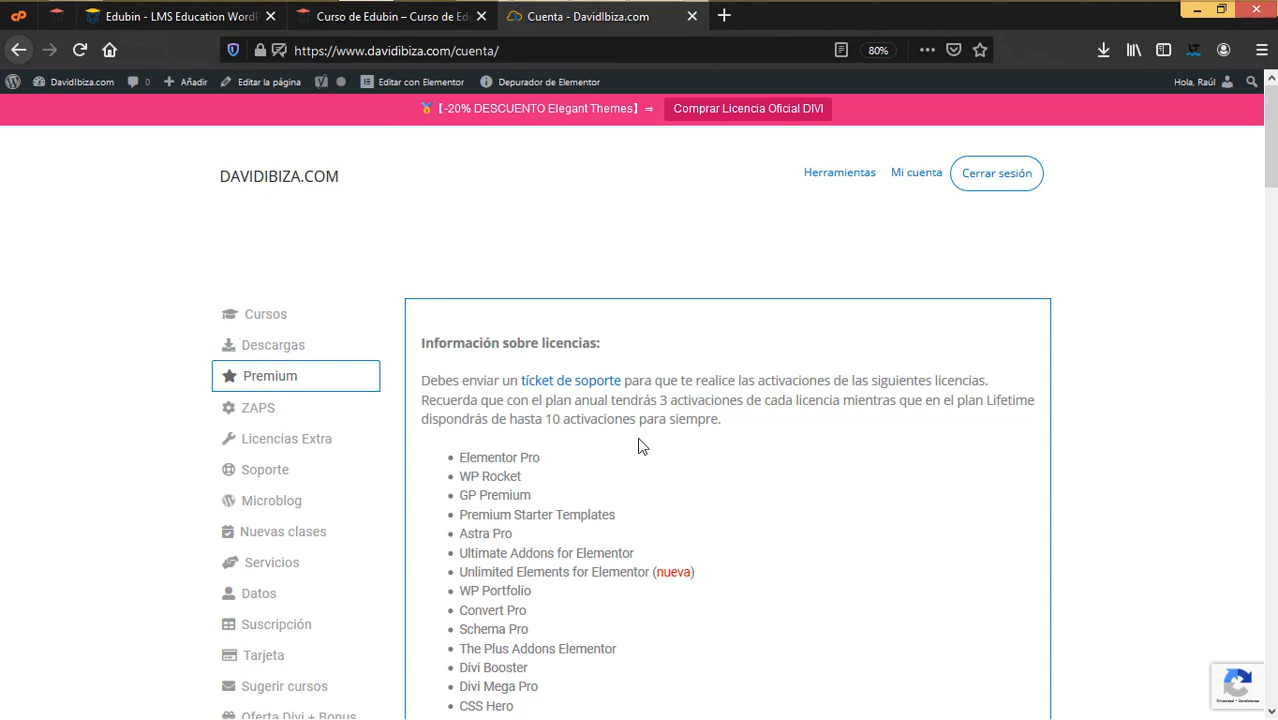 Edubin - LMS Education WordP
Curso de Edubin – Curso de Ed
Cuenta - DavidIbiza.com
https://www.davidibiza.com/cuenta/
80%
DavidIbiza.com
0
Añadir
Editar la página
Editar con Elementor
Depurador de Elementor
Hola, Raúl
【-20% DESCUENTO Elegant Themes】 ⇒
Comprar Licencia Oficial DIVI
DAVIDIBIZA.COM
Herramientas
Mi cuenta
Cerrar sesión
Cursos
Descargas
Premium
ZAPS
Licencias Extra
Soporte
Microblog
Nuevas clases
Servicios
Datos
Suscripción
Tarjeta
Sugerir cursos
Oferta Divi + Bonus
Información sobre licencias:
Debes enviar un tícket de soporte para que te realice las activaciones de las siguientes licencias.
Recuerda que con el plan anual tendrás 3 activaciones de cada licencia mientras que en el plan Lifetime
dispondrás de hasta 10 activaciones para siempre.
Elementor Pro
WP Rocket
GP Premium
Premium Starter Templates
Astra Pro
Ultimate Addons for Elementor
Unlimited Elements for Elementor (nueva)
WP Portfolio
Convert Pro
Schema Pro
The Plus Addons Elementor
Divi Booster
Divi Mega Pro
CSS Hero